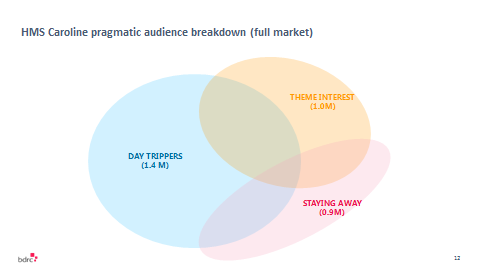 HMS Caroline pragmatic audience breakdown (full market)
THEME INTEREST
(1.0M)
DAY TRIPPERS
(1.4 M)
STAYING AWAY
(0.9M)
bdrc
12